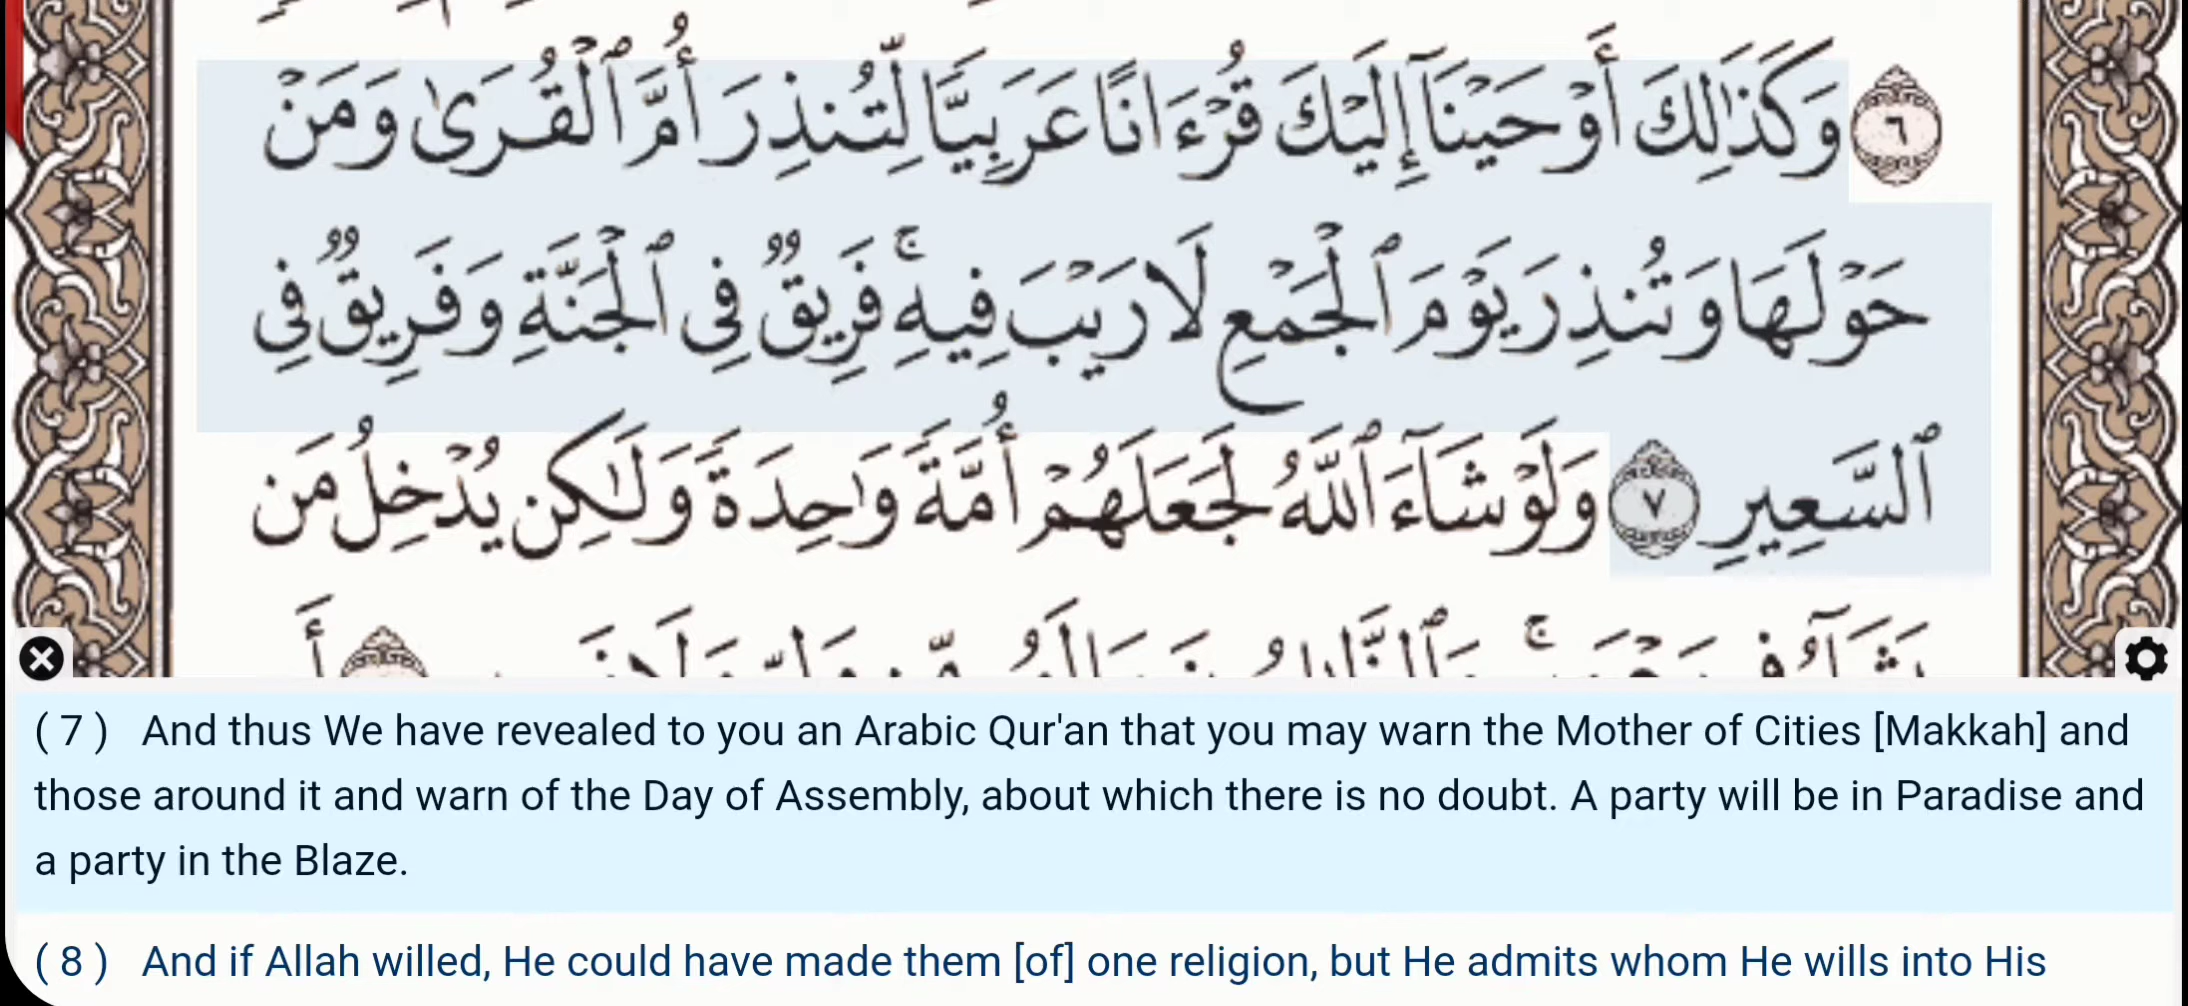 ٦ وَكَذَٰلِكَ أَوْحَيْنَآ إِلَيْكَ قُرْءَانًا عَرَبِيًّا لِّتُنذِرَ أُمَّ ٱلْقُرَىٰ وَمَنْ
حَوْلَهَا وَتُنذِرَ يَوْمَ ٱلْجَمْعِ لَا رَيْبَ فِيهِ ۚ فَرِيقٌ فِى ٱلْجَنَّةِ وَفَرِيقٌ فِى
ٱلسَّعِيرِ ٧ وَلَوْ شَآءَ ٱللَّهُ لَجَعَلَهُمْ أُمَّةً وَٰحِدَةً وَلَٰكِن يُدْخِلُ مَن
( 7 ) And thus We have revealed to you an Arabic Qur'an that you may warn the Mother of Cities [Makkah] and
those around it and warn of the Day of Assembly, about which there is no doubt. A party will be in Paradise and
a party in the Blaze.
( 8 ) And if Allah willed, He could have made them [of] one religion, but He admits whom He wills into His